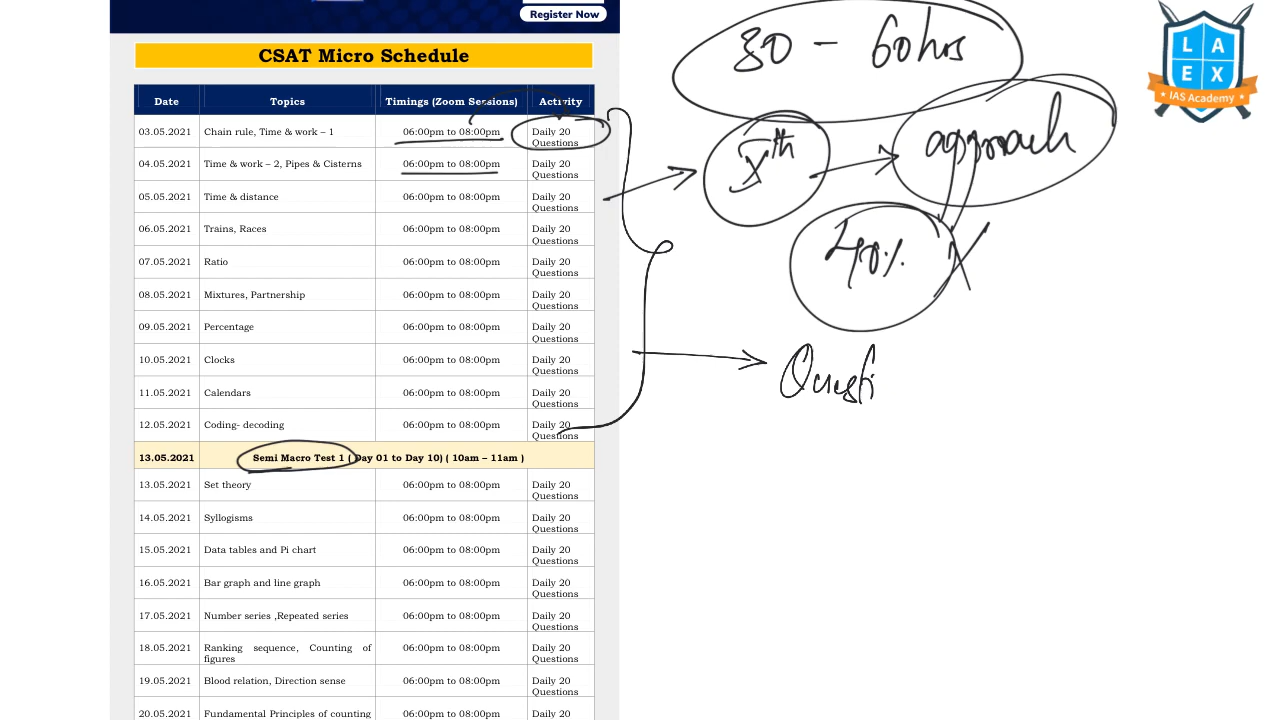 Register Now
CSAT Micro Schedule
Date Topics Timings (Zoom Sessions) Activity
03.05.2021 Chain rule, Time & work – 1 06:00pm to 08:00pm Daily 20
Questions
04.05.2021 Time & work – 2, Pipes & Cisterns 06:00pm to 08:00pm Daily 20
Questions
05.05.2021 Time & distance 06:00pm to 08:00pm Daily 20
Questions
06.05.2021 Trains, Races 06:00pm to 08:00pm Daily 20
Questions
07.05.2021 Ratio 06:00pm to 08:00pm Daily 20
Questions
08.05.2021 Mixtures, Partnership 06:00pm to 08:00pm Daily 20
Questions
09.05.2021 Percentage 06:00pm to 08:00pm Daily 20
Questions
10.05.2021 Clocks 06:00pm to 08:00pm Daily 20
Questions
11.05.2021 Calendars 06:00pm to 08:00pm Daily 20
Questions
12.05.2021 Coding- decoding 06:00pm to 08:00pm Daily 20
Questions
13.05.2021 Semi Macro Test 1 ( Day 01 to Day 10) ( 10am – 11am )
13.05.2021 Set theory 06:00pm to 08:00pm Daily 20
Questions
14.05.2021 Syllogisms 06:00pm to 08:00pm Daily 20
Questions
15.05.2021 Data tables and Pi chart 06:00pm to 08:00pm Daily 20
Questions
16.05.2021 Bar graph and line graph 06:00pm to 08:00pm Daily 20
Questions
17.05.2021 Number series ,Repeated series 06:00pm to 08:00pm Daily 20
Questions
18.05.2021 Ranking sequence, Counting of 06:00pm to 08:00pm Daily 20
figures Questions
19.05.2021 Blood relation, Direction sense 06:00pm to 08:00pm Daily 20
Questions
20.05.2021 Fundamental Principles of counting 06:00pm to 08:00pm Daily 20
30 – 60 hrs
Xth approach
40%
Questi
L A
E X
IAS Academy